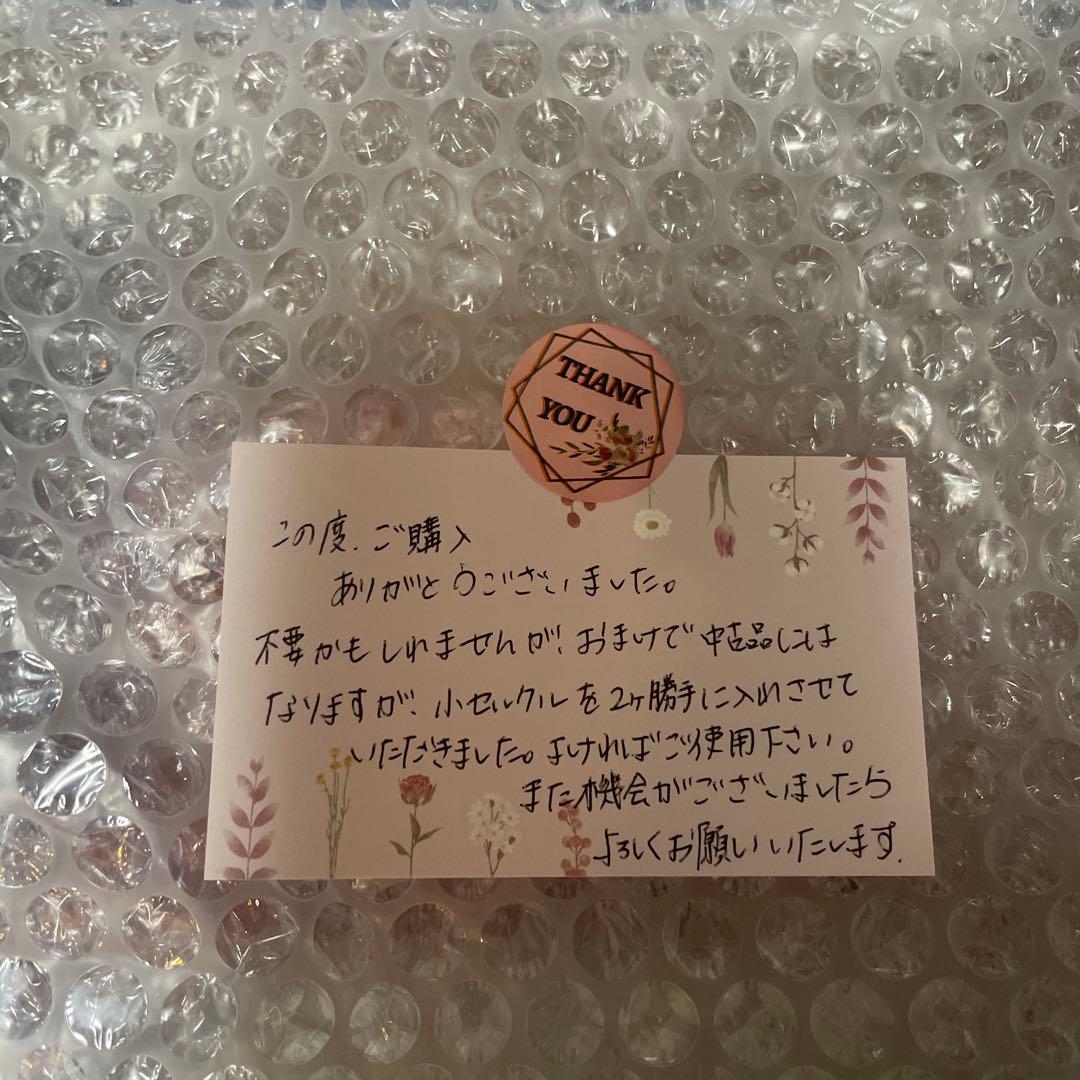 THANK
YOU
この度、ご購入
ありがとうございました。
不要かもしれませんが、おまけで中古品には
なりますが、小セルクルを2ヶ勝手に入れさせて
いただきました。よければご使用下さい。
また機会がございましたら
よろしくお願いいたします。